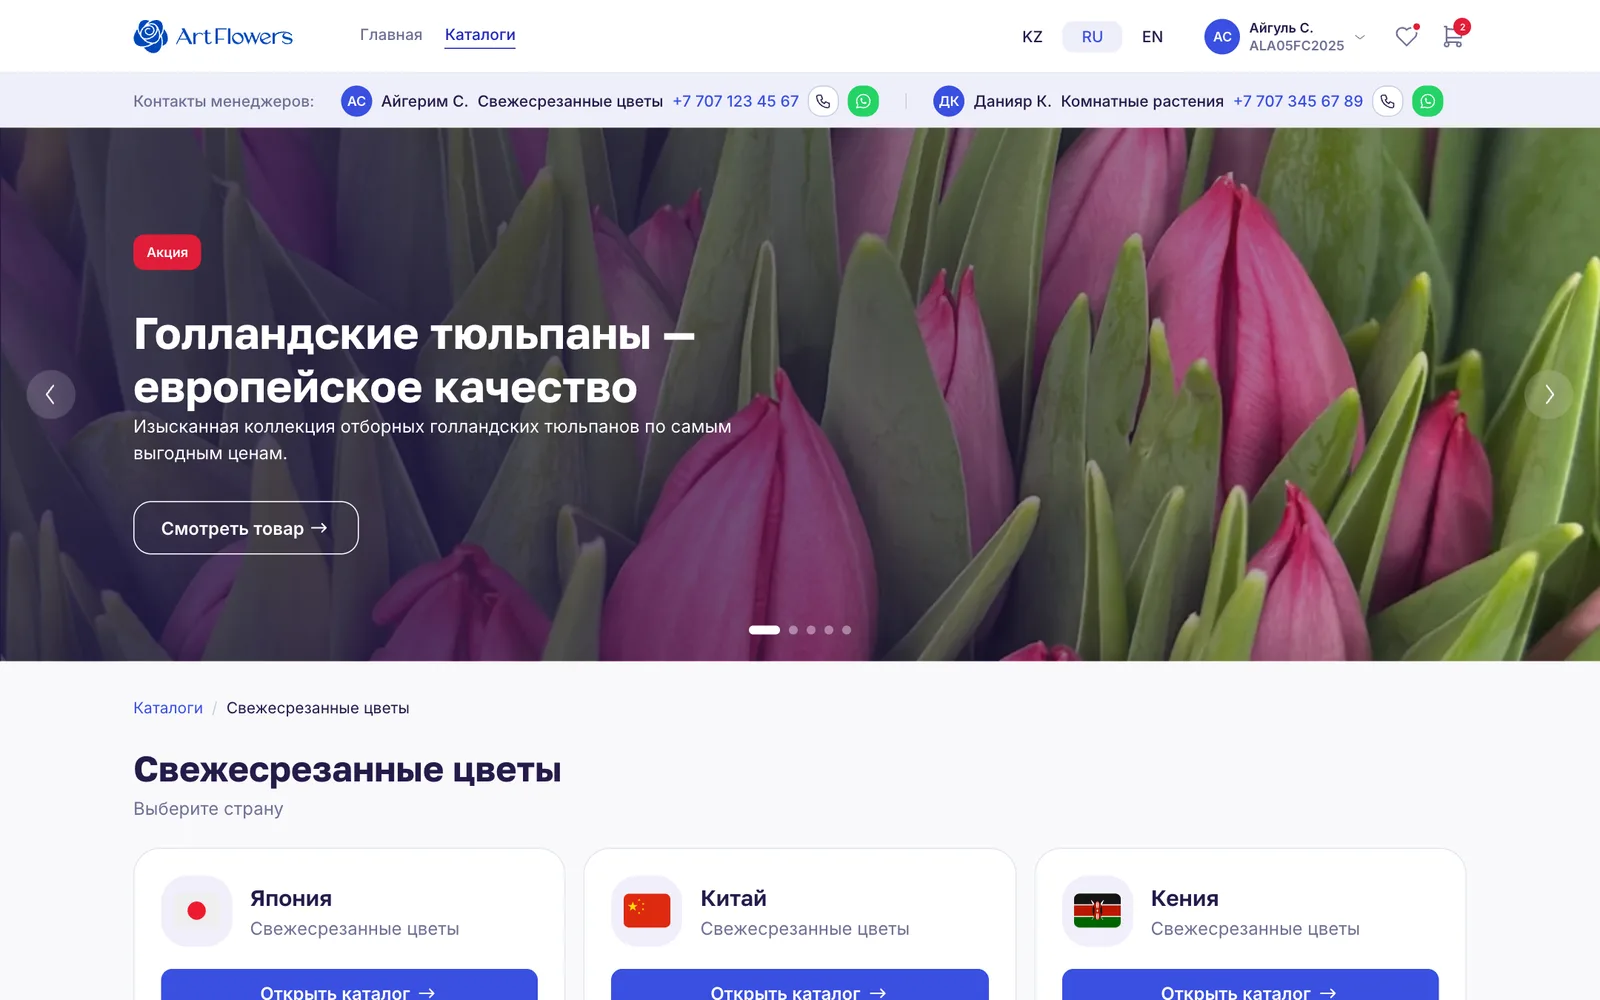 ArtFlowers
Главная Каталоги
KZ RU EN
АС Айгуль С.
ALA05FC2025
2
Контакты менеджеров: АС Айгерим С. Свежесрезанные цветы +7 707 123 45 67 ДК Данияр К. Комнатные растения +7 707 345 67 89
Акция
Голландские тюльпаны —
европейское качество
Изысканная коллекция отборных голландских тюльпанов по самым
выгодным ценам.
Смотреть товар →
Каталоги / Свежесрезанные цветы
Свежесрезанные цветы
Выберите страну
Япония
Свежесрезанные цветы
Открыть каталог →
Китай
Свежесрезанные цветы
Открыть каталог →
Кения
Свежесрезанные цветы
Открыть каталог →